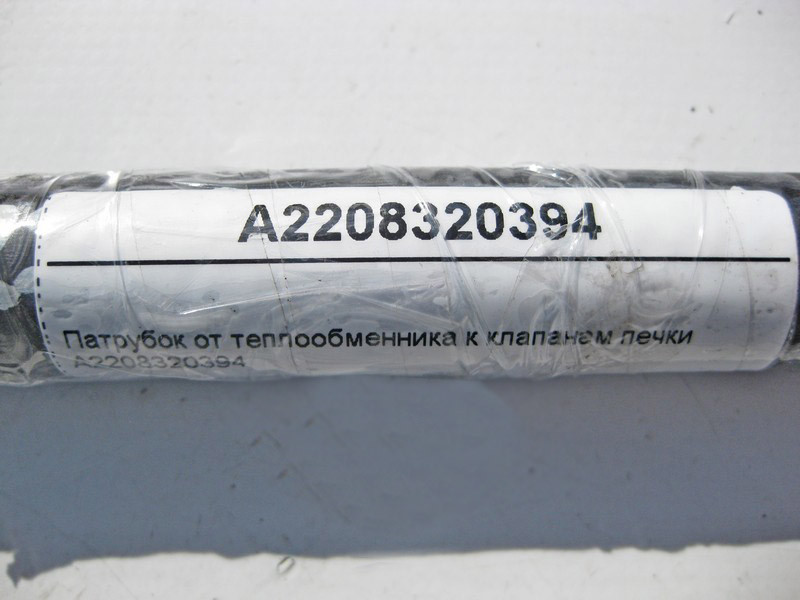 A2208320394
Патрубок от теплообменника к клапанам печки
A2208320394